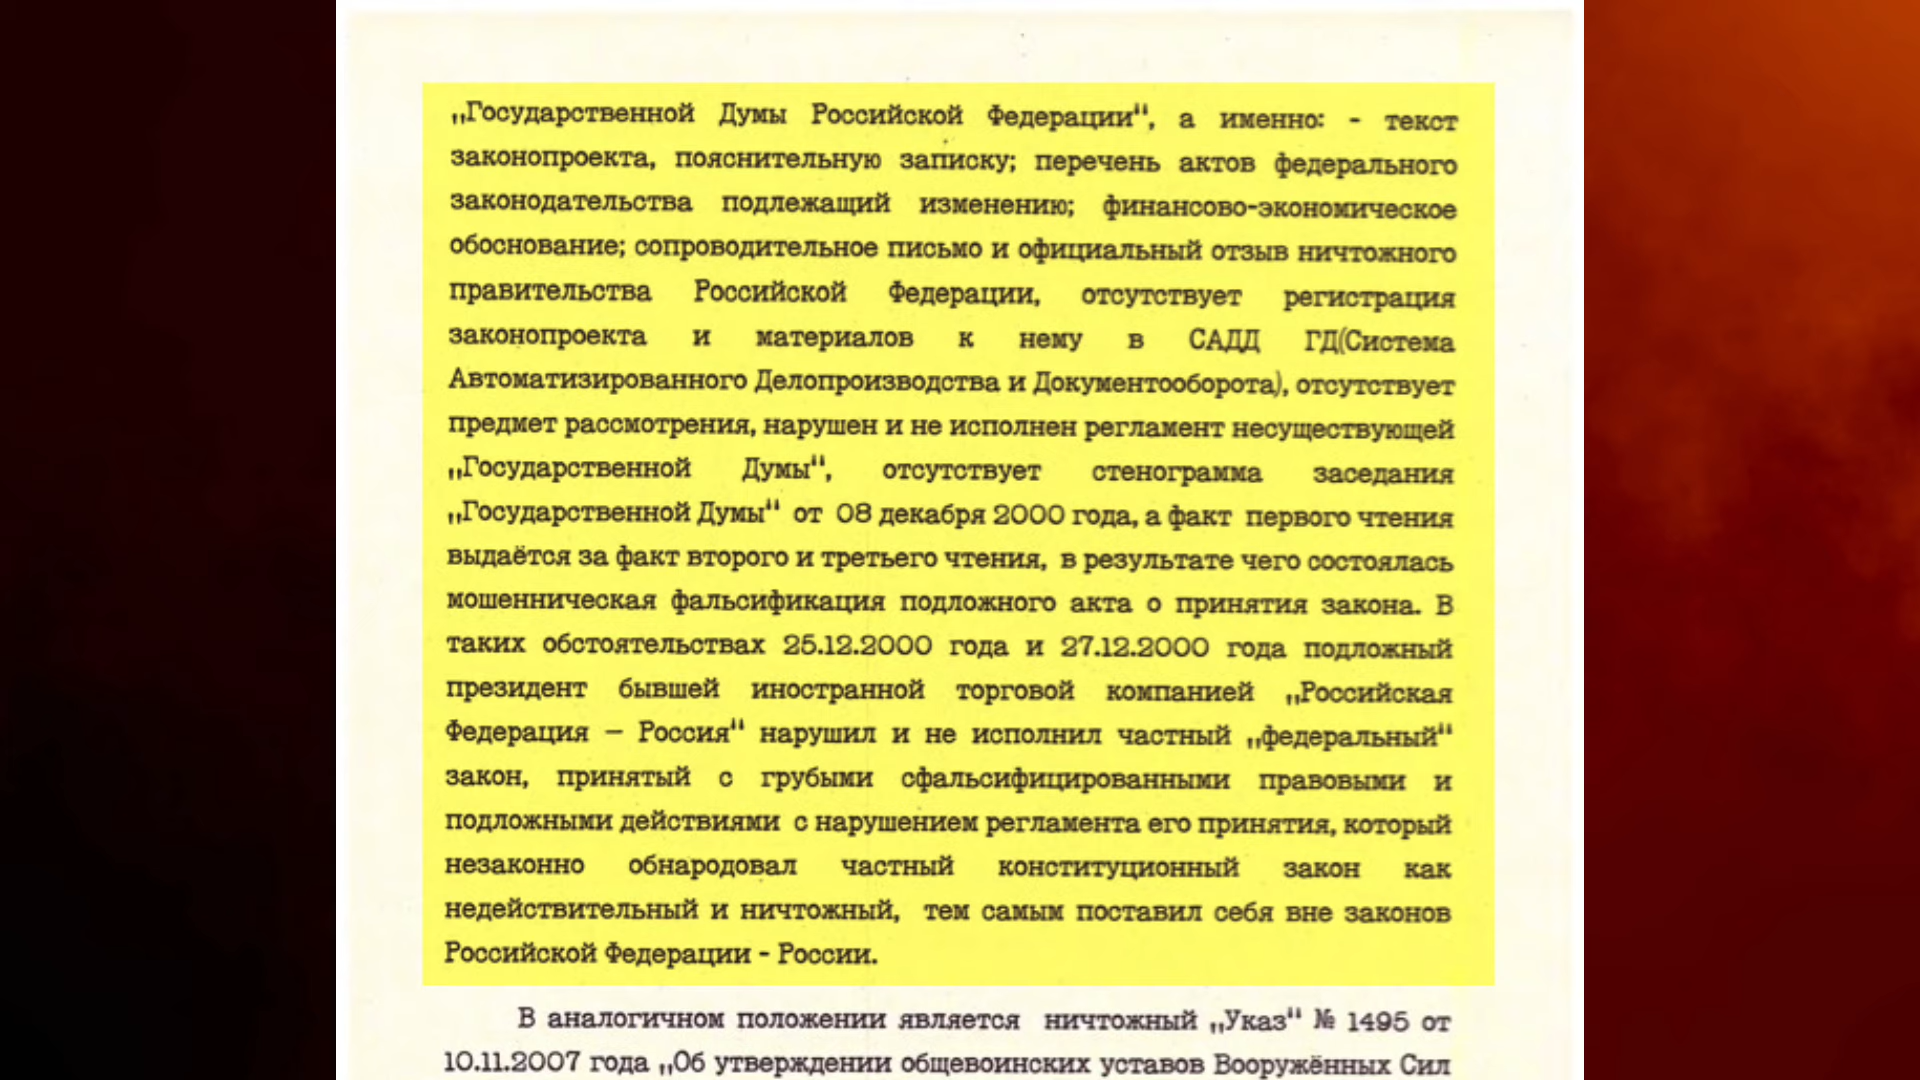 „Государственной Думы Российской Федерации“, а именно: - текст
законопроекта, пояснительную записку; перечень актов федерального
законодательства подлежащий изменению; финансово-экономическое
обоснование; сопроводительное письмо и официальный отзыв ничтожного
правительства Российской Федерации, отсутствует регистрация
законопроекта и материалов к нему в САДД ГД(Система
Автоматизированного Делопроизводства и Документооборота), отсутствует
предмет рассмотрения, нарушен и не исполнен регламент несуществующей
„Государственной Думы“, отсутствует стенограмма заседания
„Государственной Думы“ от 08 декабря 2000 года, а факт первого чтения
выдаётся за факт второго и третьего чтения, в результате чего состоялась
мошенническая фальсификация подложного акта о принятия закона. В
таких обстоятельствах 25.12.2000 года и 27.12.2000 года подложный
президент бывшей иностранной торговой компанией „Российская
Федерация – Россия“ нарушил и не исполнил частный „федеральный“
закон, принятый с грубыми сфальсифицированными правовыми и
подложными действиями с нарушением регламента его принятия, который
незаконно обнародовал частный конституционный закон как
недействительный и ничтожный, тем самым поставил себя вне законов
Российской Федерации - России.
В аналогичном положении является ничтожный „Указ“ № 1495 от
10.11.2007 года „Об утверждении общевоинских уставов Вооружённых Сил